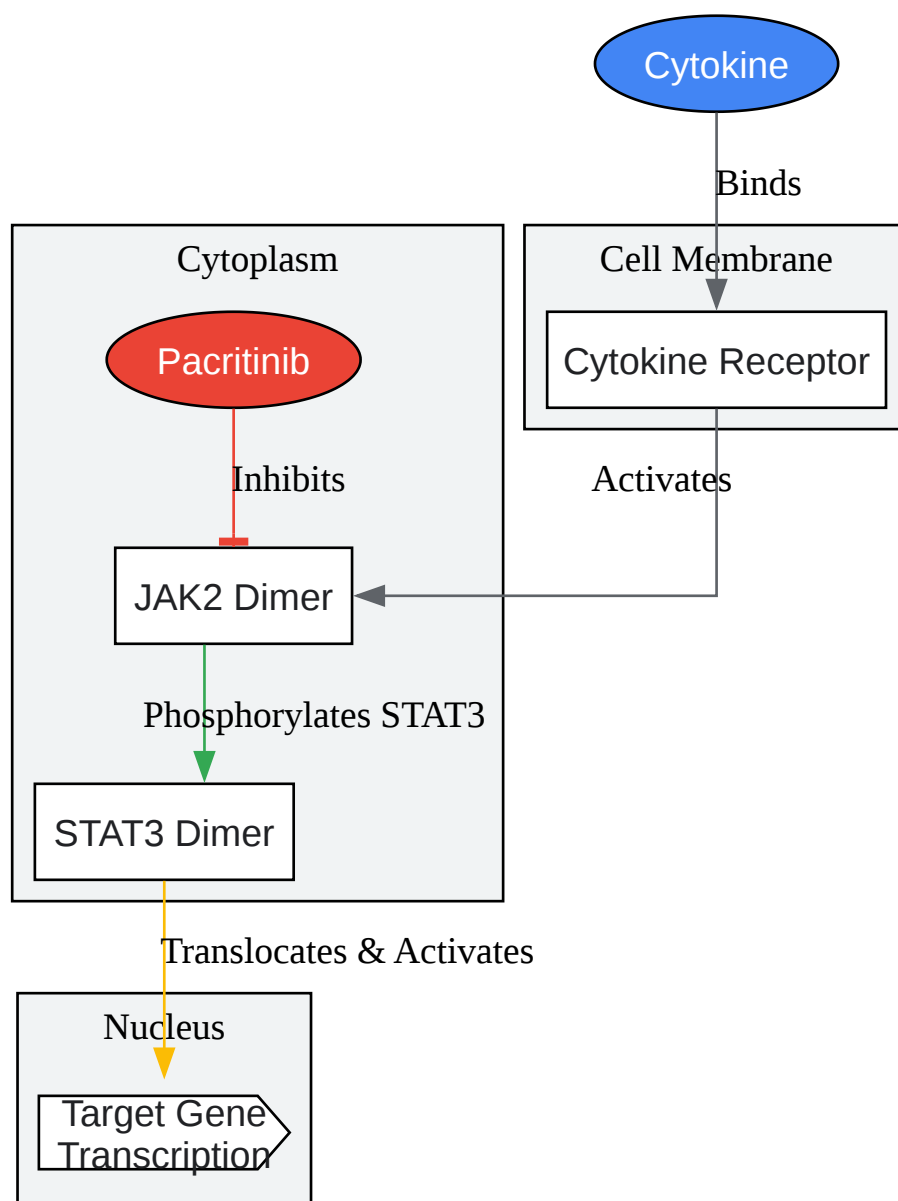 Cytokine
Binds
Cytoplasm
Cell Membrane
Pacritinib
Cytokine Receptor
Inhibits
Activates
JAK2 Dimer
Phosphorylates STAT3
STAT3 Dimer
Translocates & Activates
Nucleus
Target Gene
Transcription